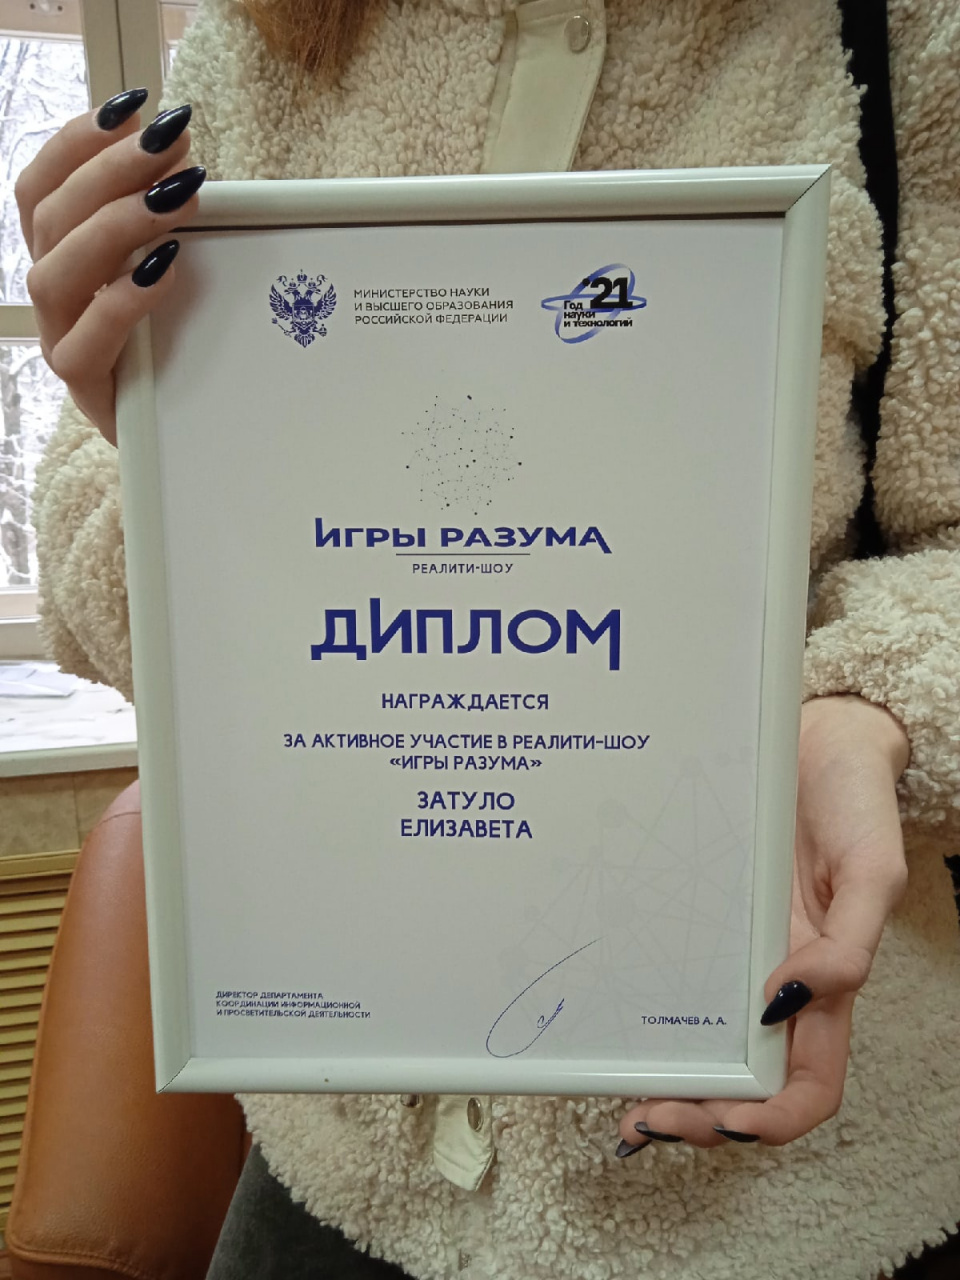 МИНИСТЕРСТВО НАУКИ
И ВЫСШЕГО ОБРАЗОВАНИЯ
РОССИЙСКОЙ ФЕДЕРАЦИИ
'21
Год
науки
и технологий
ИГРЫ РАЗУМА
РЕАЛИТИ-ШОУ
ДИПЛОМ
НАГРАЖДАЕТСЯ
ЗА АКТИВНОЕ УЧАСТИЕ В РЕАЛИТИ-ШОУ
«ИГРЫ РАЗУМА»
ЗАТУЛО
ЕЛИЗАВЕТА
ДИРЕКТОР ДЕПАРТАМЕНТА
КООРДИНАЦИИ ИНФОРМАЦИОННОЙ
И ПРОСВЕТИТЕЛЬСКОЙ ДЕЯТЕЛЬНОСТИ
ТОЛМАЧЕВ А. А.